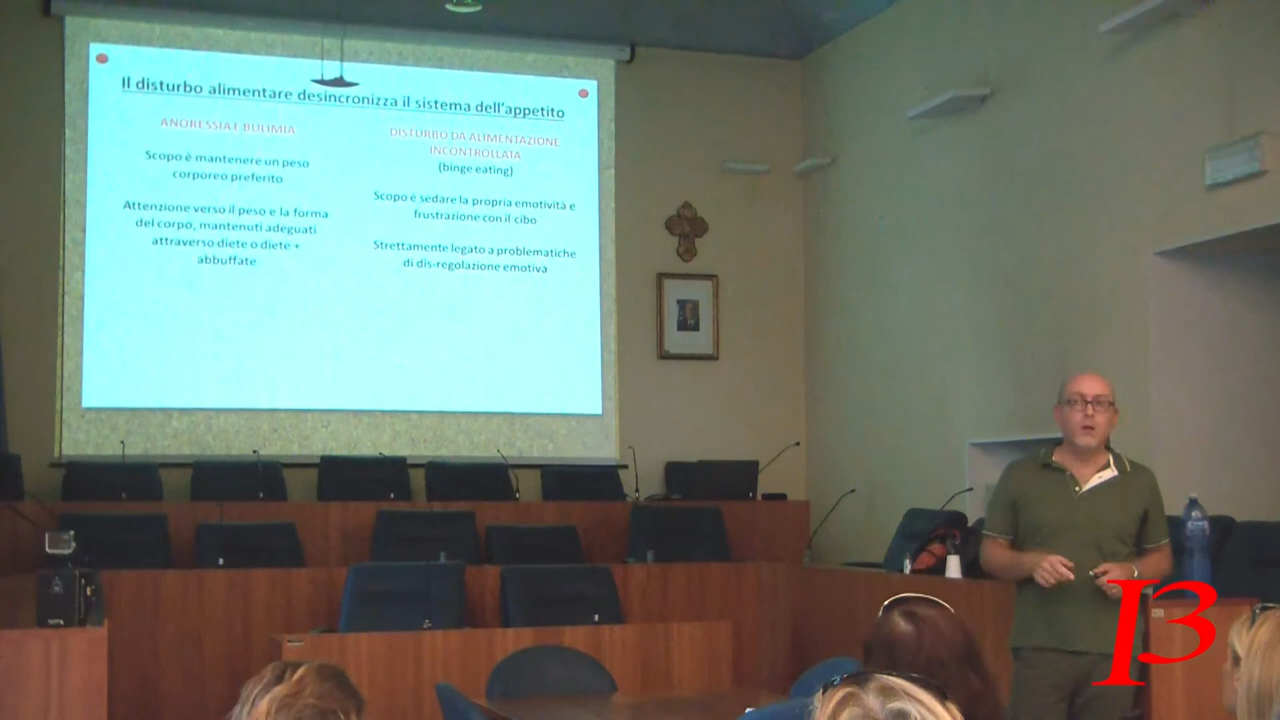 Il disturbo alimentare desincronizza il sistema dell'appetito
ANORESSIA E BULIMIA
Scopo è mantenere un peso
corporeo preferito
Attenzione verso il peso e la forma
del corpo, mantenuti adeguati
attraverso diete o diete +
abbuffate
DISTURBO DA ALIMENTAZIONE
INCONTROLLATA
(binge eating)
Scopo è sedare la propria emotività e
frustrazione con il cibo
Strettamente legato a problematiche
di dis-regolazione emotiva